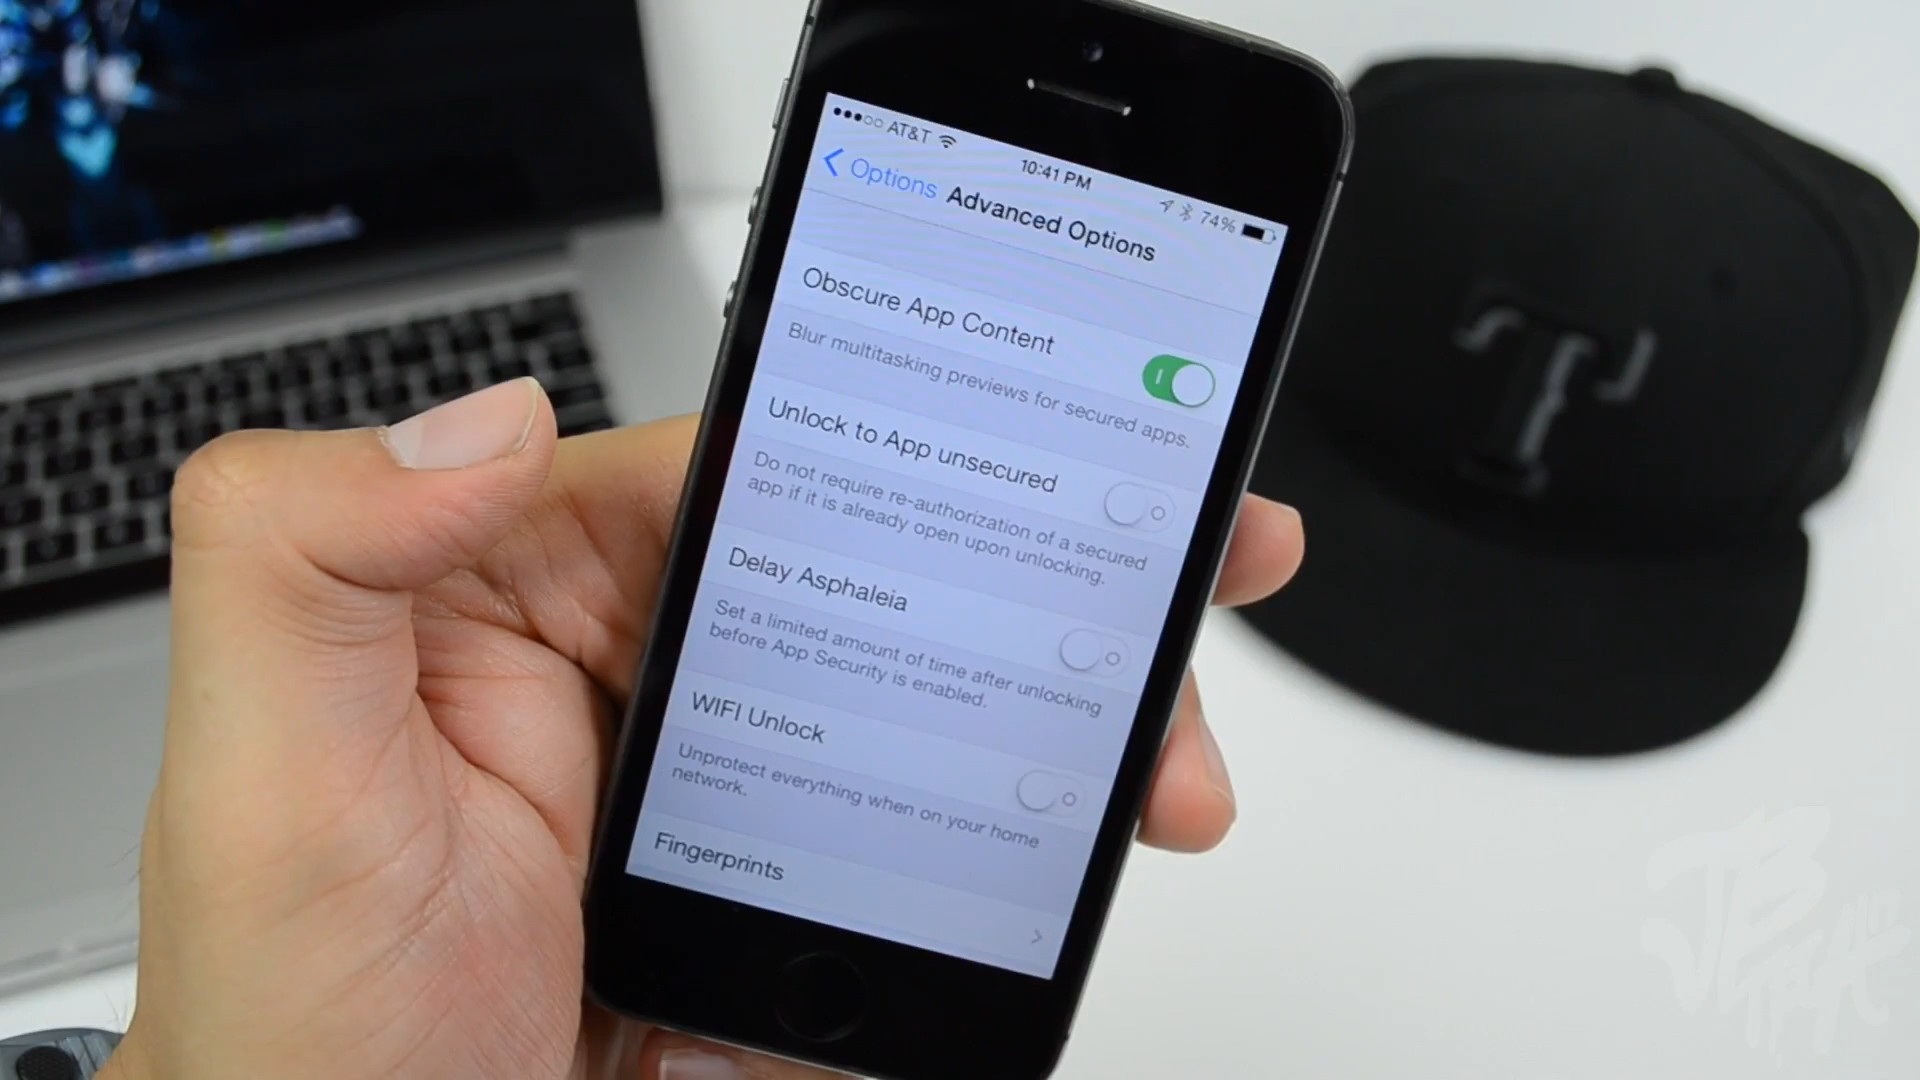 AT&T
10:41 PM
74%
Options
Advanced Options
Obscure App Content
Blur multitasking previews for secured apps.
Unlock to App unsecured
Do not require re-authorization of a secured
app if it is already open upon unlocking.
Delay Asphaleia
Set a limited amount of time after unlocking
before App Security is enabled.
WIFI Unlock
Unprotect everything when on your home
network.
Fingerprints
T